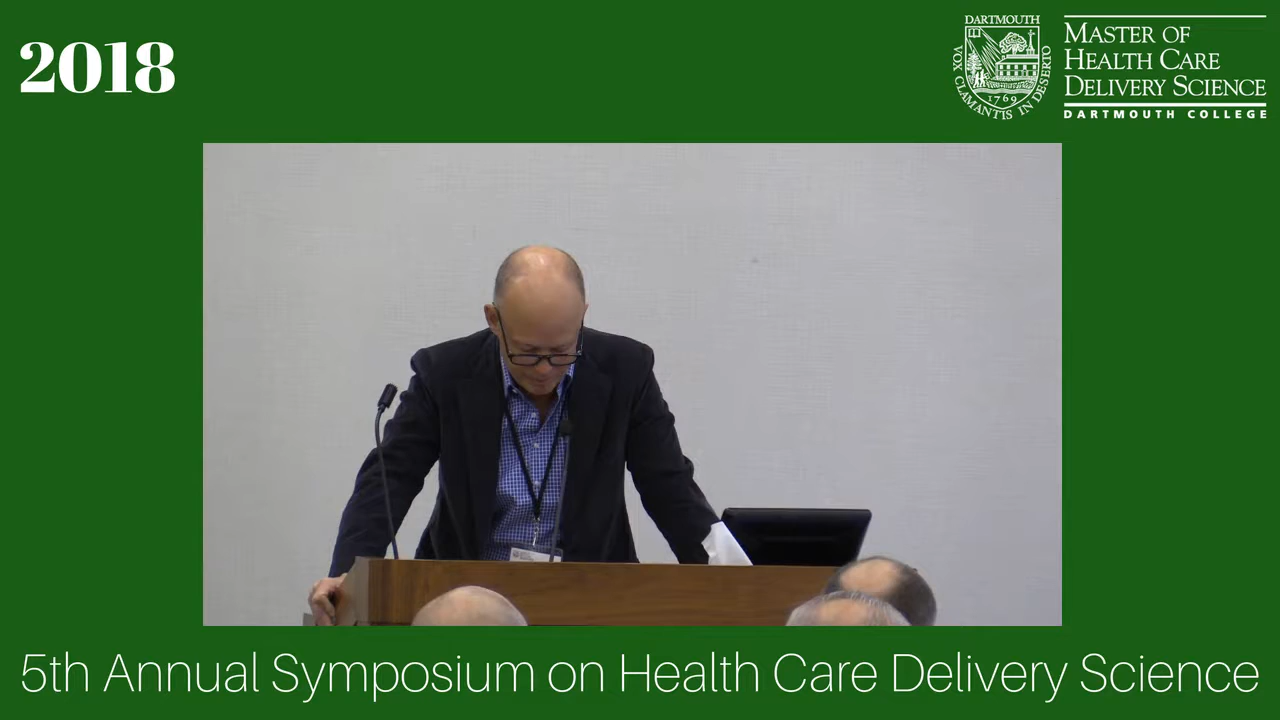 2018
DARTMOUTH
VOX CLAMANTIS IN DESERTO
1769
MASTER OF
HEALTH CARE
DELIVERY SCIENCE
DARTMOUTH COLLEGE
5th Annual Symposium on Health Care Delivery Science